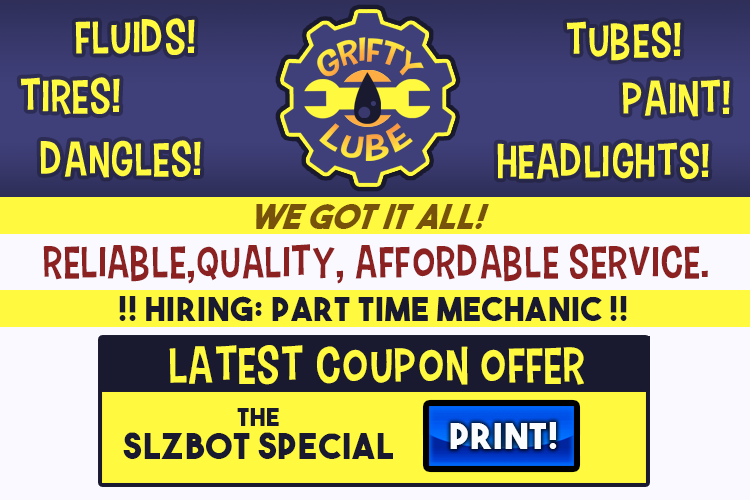 FLUIDS!
TIRES!
DANGLES!
GRIFTY
LUBE
TUBES!
PAINT!
HEADLIGHTS!
WE GOT IT ALL!
RELIABLE,QUALITY, AFFORDABLE SERVICE.
!! HIRING: PART TIME MECHANIC !!
LATEST COUPON OFFER
THE
SLZBOT SPECIAL
PRINT!